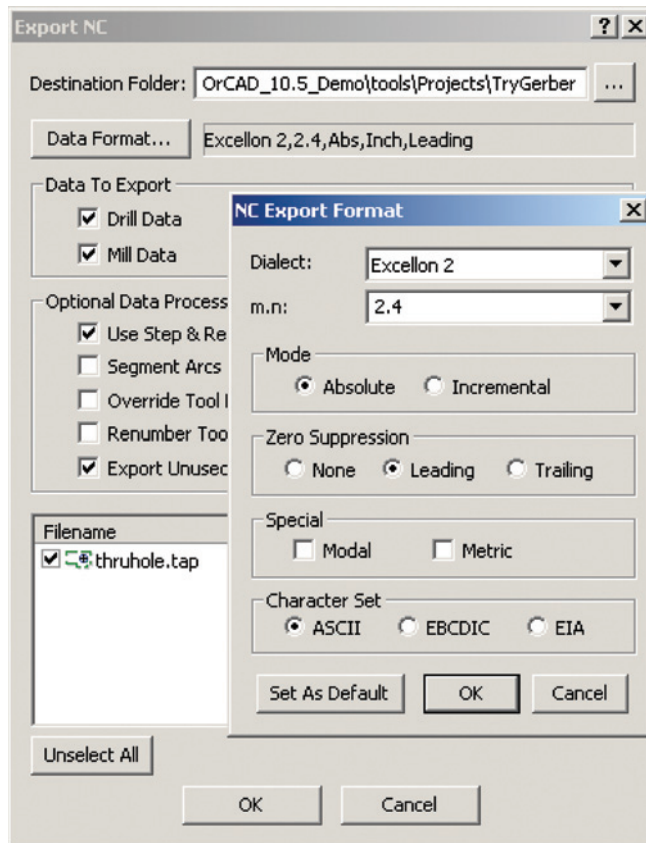 Export NC
Destination Folder: OrCAD_10.5_Demo\tools\Projects\TryGerber ...
Data Format... Excellon 2,2.4,Abs,Inch,Leading
Data To Export
Drill Data
Mill Data
Optional Data Process
Use Step & Re
Segment Arcs
Override Tool
Renumber Too
Export Unused
Filename
thruhole.tap
Unselect All
OK Cancel
NC Export Format
Dialect: Excellon 2
m.n: 2.4
Mode
Absolute Incremental
Zero Suppression
None Leading Trailing
Special
Modal Metric
Character Set
ASCII EBCDIC EIA
Set As Default OK Cancel